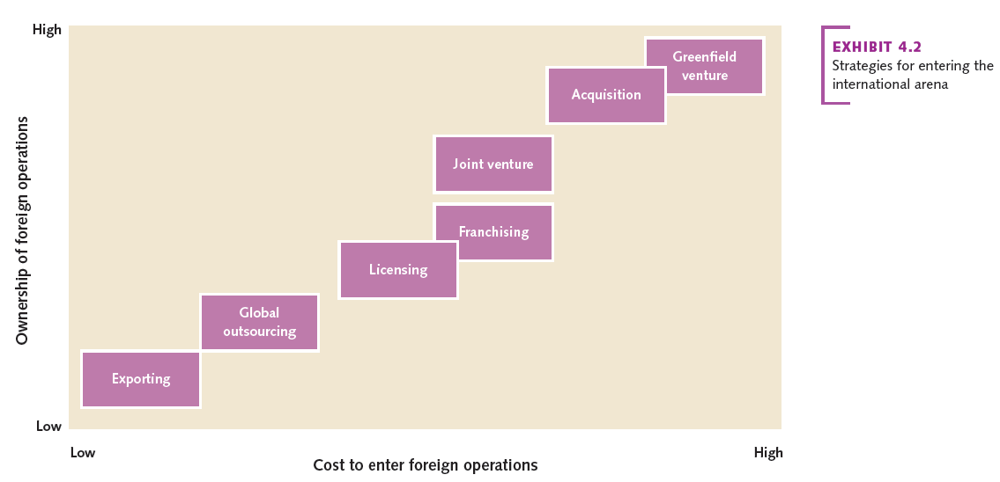 High
Ownership of foreign operations
Low
Greenfield
venture
Acquisition
Joint venture
Franchising
Licensing
Global
outsourcing
Exporting
Low
High
Cost to enter foreign operations
EXHIBIT 4.2
Strategies for entering the
international arena